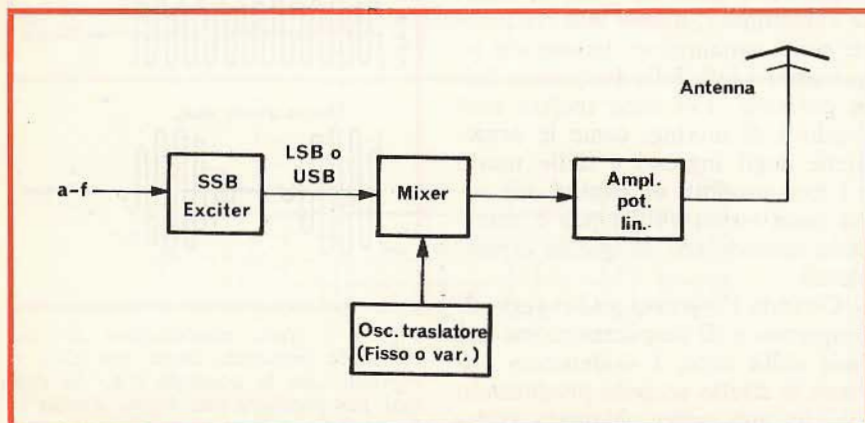 Antenna
a-f
SSB
Exciter
LSB o
USB
Mixer
Ampl.
pot.
lin.
Osc. traslatore
(Fisso o var.)